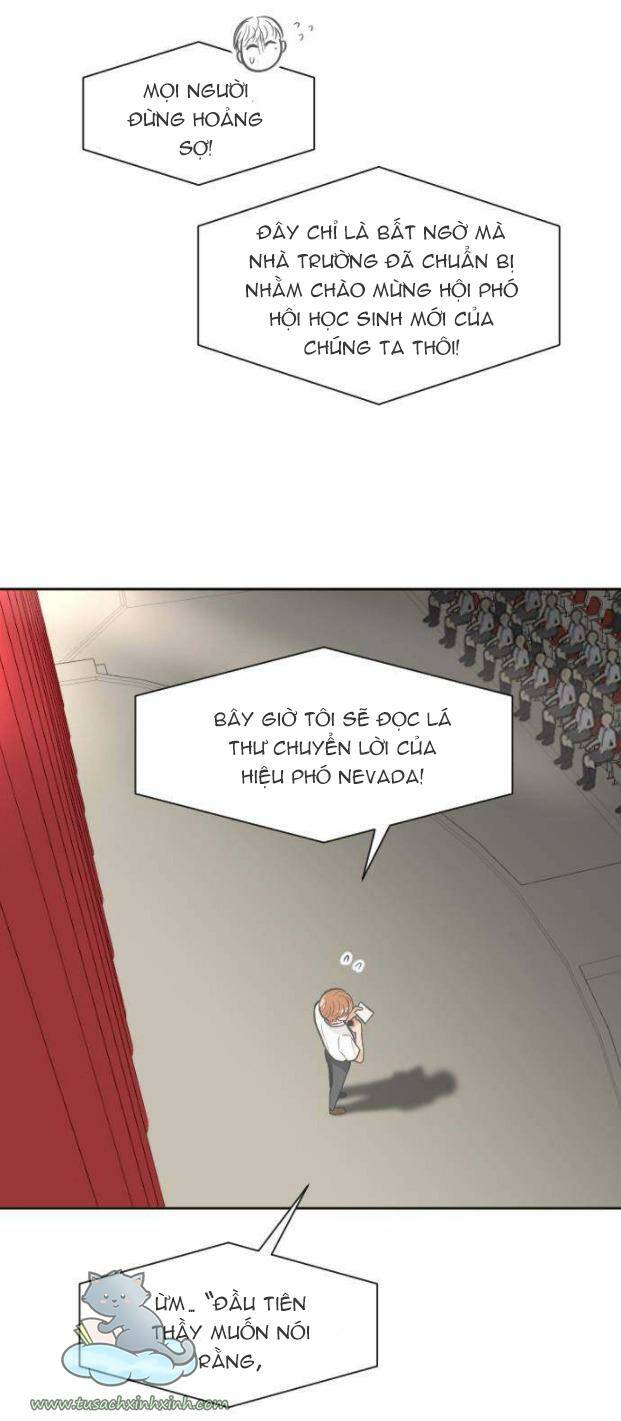 MỌI NGƯỜI
ĐỪNG HOẢNG
SỢ!
ĐÂY CHỈ LÀ BẤT NGỜ MÀ
NHÀ TRƯỜNG ĐÃ CHUẨN BỊ
NHẰM CHÀO MỪNG HỘI PHÓ
HỘI HỌC SINH MỚI CỦA
CHÚNG TA THÔI!
BÂY GIỜ TÔI SẼ ĐỌC LÁ
THƯ CHUYỂN LỜI CỦA
HIỆU PHÓ NEVADA!
ỪM... "ĐẦU TIÊN
THẦY MUỐN NÓI
RẰNG,
www.tusachxinhxinh.com